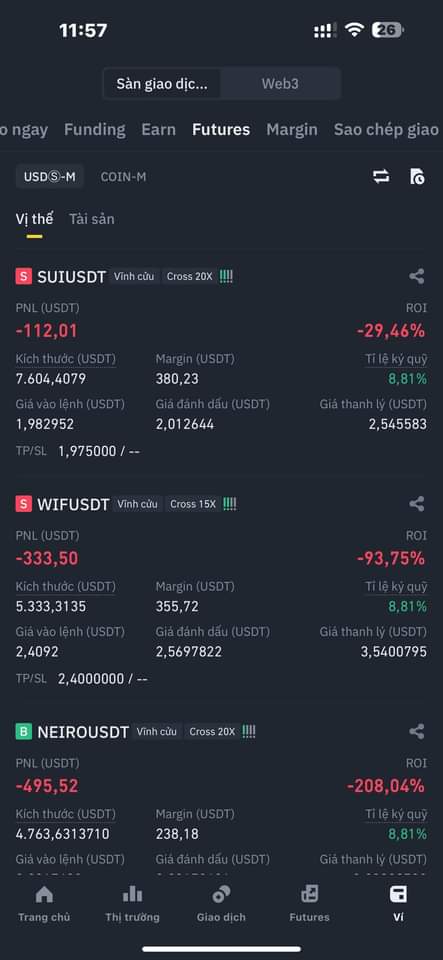 11:57
26
Sàn giao dịc... Web3
o ngay Funding Earn Futures Margin Sao chép giao
USDⓈ-M COIN-M
Vị thế Tài sản
S SUIUSDT Vĩnh cửu Cross 20X
PNL (USDT) ROI
-112,01 -29,46%
Kích thước (USDT) Margin (USDT) Tỉ lệ ký quỹ
7.604,4079 380,23 8,81%
Giá vào lệnh (USDT) Giá đánh dấu (USDT) Giá thanh lý (USDT)
1,982952 2,012644 2,545583
TP/SL 1,975000 / --
S WIFUSDT Vĩnh cửu Cross 15X
PNL (USDT) ROI
-333,50 -93,75%
Kích thước (USDT) Margin (USDT) Tỉ lệ ký quỹ
5.333,3135 355,72 8,81%
Giá vào lệnh (USDT) Giá đánh dấu (USDT) Giá thanh lý (USDT)
2,4092 2,5697822 3,5400795
TP/SL 2,4000000 / --
B NEIROUSDT Vĩnh cửu Cross 20X
PNL (USDT) ROI
-495,52 -208,04%
Kích thước (USDT) Margin (USDT) Tỉ lệ ký quỹ
4.763,6313710 238,18 8,81%
Giá vào lệnh (USDT) Giá đánh dấu (USDT) Giá thanh lý (USDT)
Trang chủ Thị trường Giao dịch Futures Ví